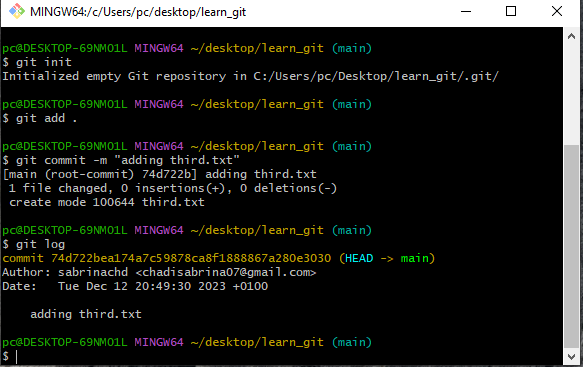 MINGW64:/c/Users/pc/desktop/learn_git
pc@DESKTOP-69NMO1L MINGW64 ~/desktop/learn_git (main)
$ git init
Initialized empty Git repository in C:/Users/pc/Desktop/learn_git/.git/
pc@DESKTOP-69NMO1L MINGW64 ~/desktop/learn_git (main)
$ git add .
pc@DESKTOP-69NMO1L MINGW64 ~/desktop/learn_git (main)
$ git commit -m "adding third.txt"
[main (root-commit) 74d722b] adding third.txt
 1 file changed, 0 insertions(+), 0 deletions(-)
 create mode 100644 third.txt
pc@DESKTOP-69NMO1L MINGW64 ~/desktop/learn_git (main)
$ git log
commit 74d722bea174a7c59878ca8f1888867a280e3030 (HEAD -> main)
Author: sabrinachd <chadisabrina07@gmail.com>
Date:   Tue Dec 12 20:49:30 2023 +0100
    adding third.txt
pc@DESKTOP-69NMO1L MINGW64 ~/desktop/learn_git (main)
$